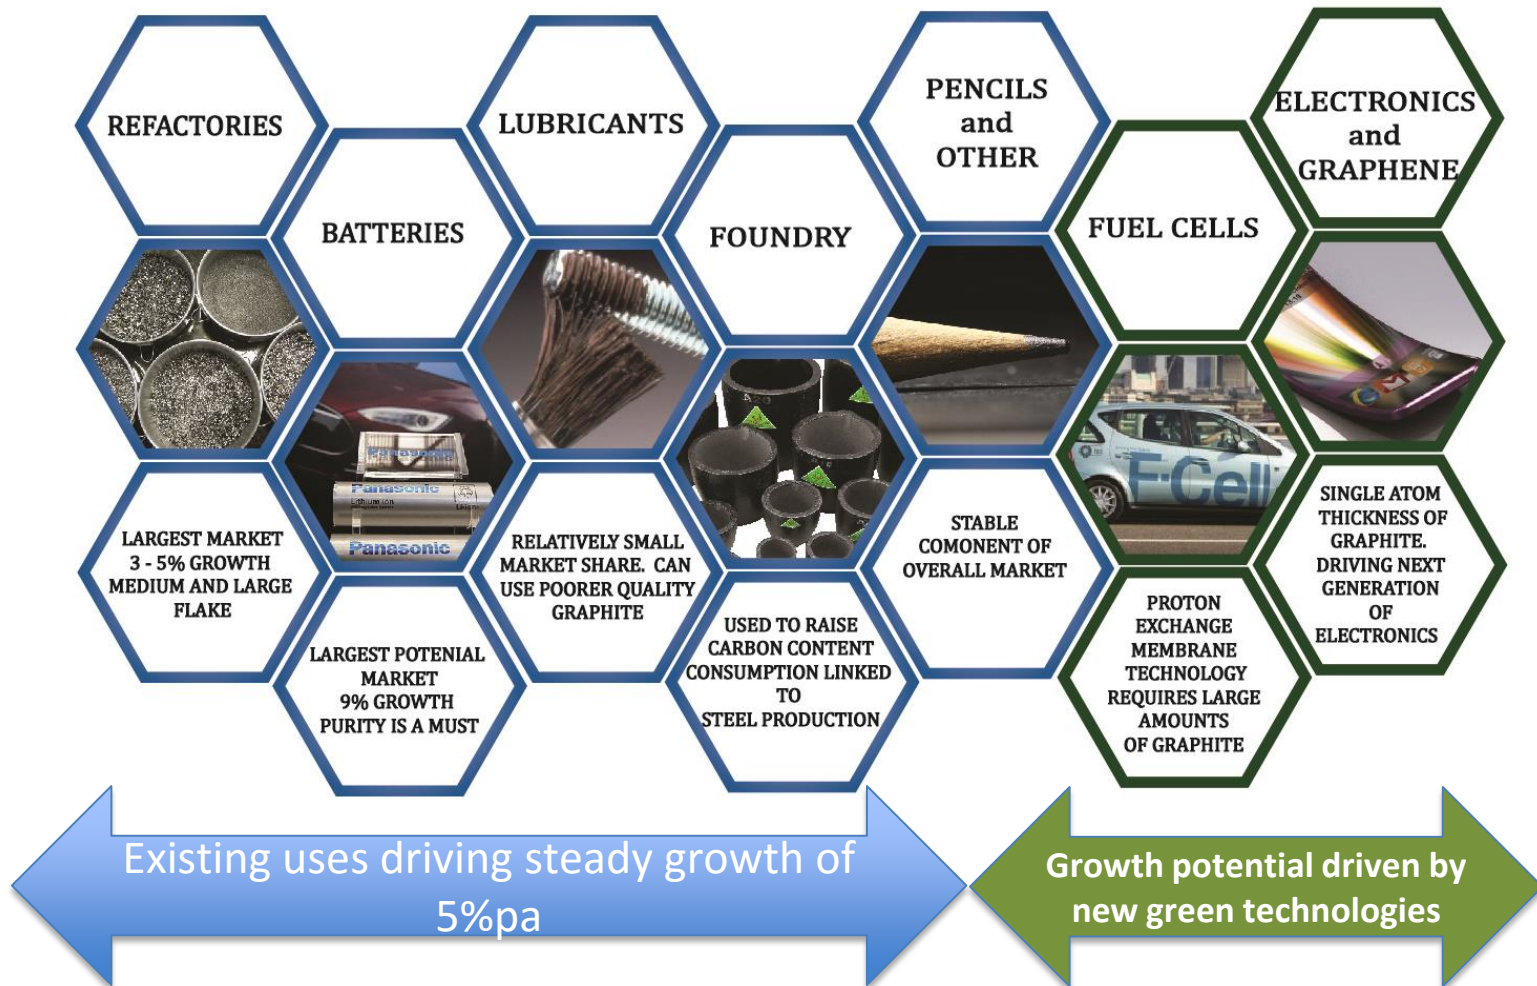 REFACTORIES
LARGEST MARKET
3 - 5% GROWTH
MEDIUM AND LARGE
FLAKE
BATTERIES
Panasonic
Panasonic
Lithium Ion
Panasonic
LARGEST POTENIAL
MARKET
9% GROWTH
PURITY IS A MUST
LUBRICANTS
RELATIVELY SMALL
MARKET SHARE. CAN
USE POORER QUALITY
GRAPHITE
FOUNDRY
A20
USED TO RAISE
CARBON CONTENT
CONSUMPTION LINKED
TO
STEEL PRODUCTION
PENCILS
and
OTHER
STABLE
COMONENT OF
OVERALL MARKET
FUEL CELLS
F-Cell
PROTON
EXCHANGE
MEMBRANE
TECHNOLOGY
REQUIRES LARGE
AMOUNTS
OF GRAPHITE
ELECTRONICS
and
GRAPHENE
SINGLE ATOM
THICKNESS OF
GRAPHITE.
DRIVING NEXT
GENERATION
OF
ELECTRONICS
Existing uses driving steady growth of
5%pa
Growth potential driven by
new green technologies